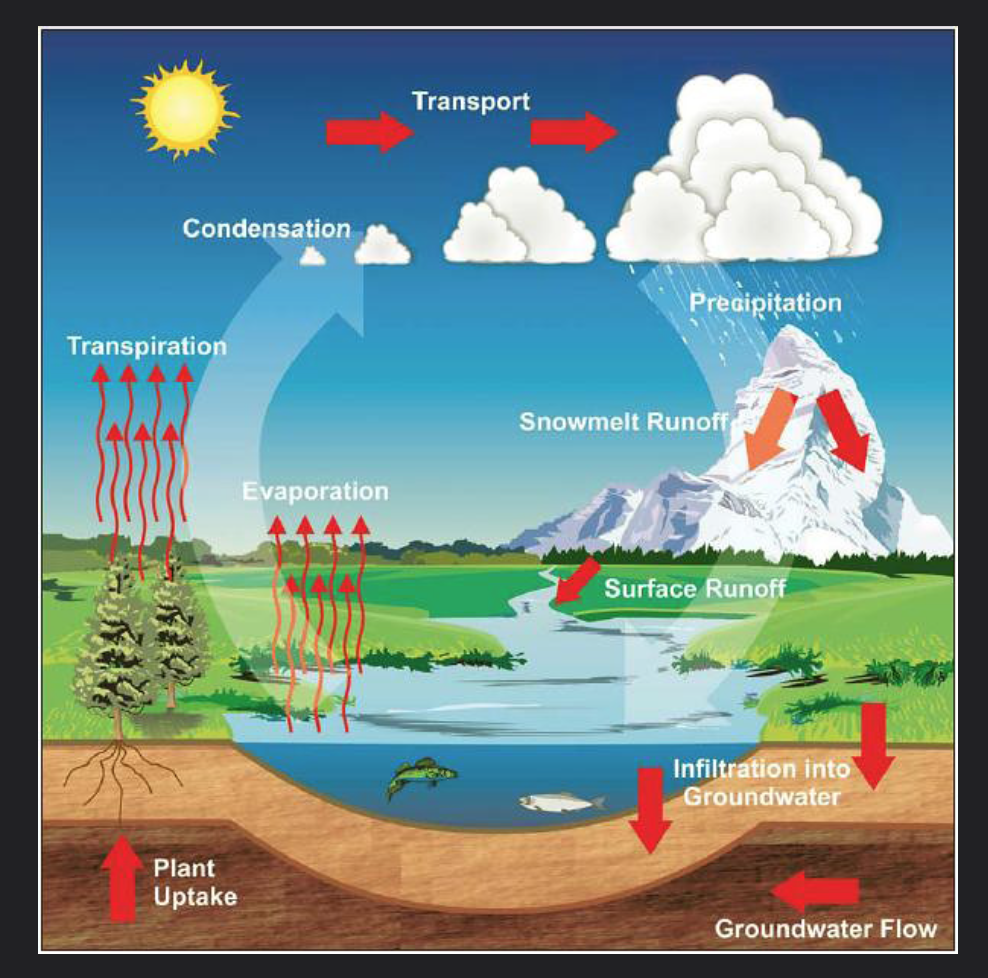 Transport
Condensation
Precipitation
Transpiration
Snowmelt Runoff
Evaporation
Surface Runoff
Infiltration into
Groundwater
Plant
Uptake
Groundwater Flow